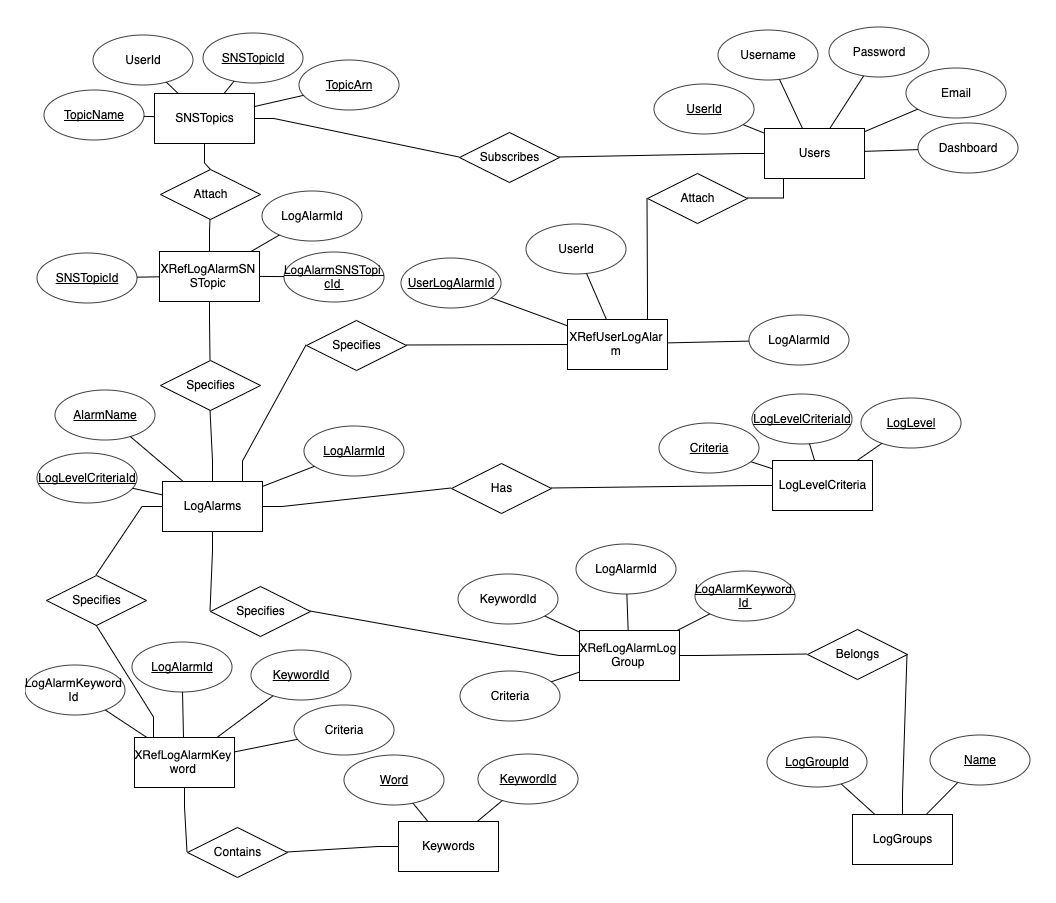 UserId
SNSTopicId
TopicArn
TopicName
SNSTopics
Username
Password
Email
UserId
Dashboard
Users
Subscribes
Attach
Attach
LogAlarmId
SNSTopicId
XRefLogAlarmSN
STopic
LogAlarmSNSTopi
cId
UserId
UserLogAlarmId
XRefUserLogAlar
m
LogAlarmId
Specifies
Specifies
AlarmName
LogLevelCriteriaId
LogAlarmId
LogAlarms
Has
Criteria
LogLevelCriteriaId
LogLevel
LogLevelCriteria
Specifies
Specifies
KeywordId
LogAlarmId
LogAlarmKeyword
Id
XRefLogAlarmLog
Group
Criteria
Belongs
LogAlarmKeyword
Id
LogAlarmId
KeywordId
Criteria
XRefLogAlarmKey
word
Word
KeywordId
Contains
Keywords
LogGroupId
Name
LogGroups